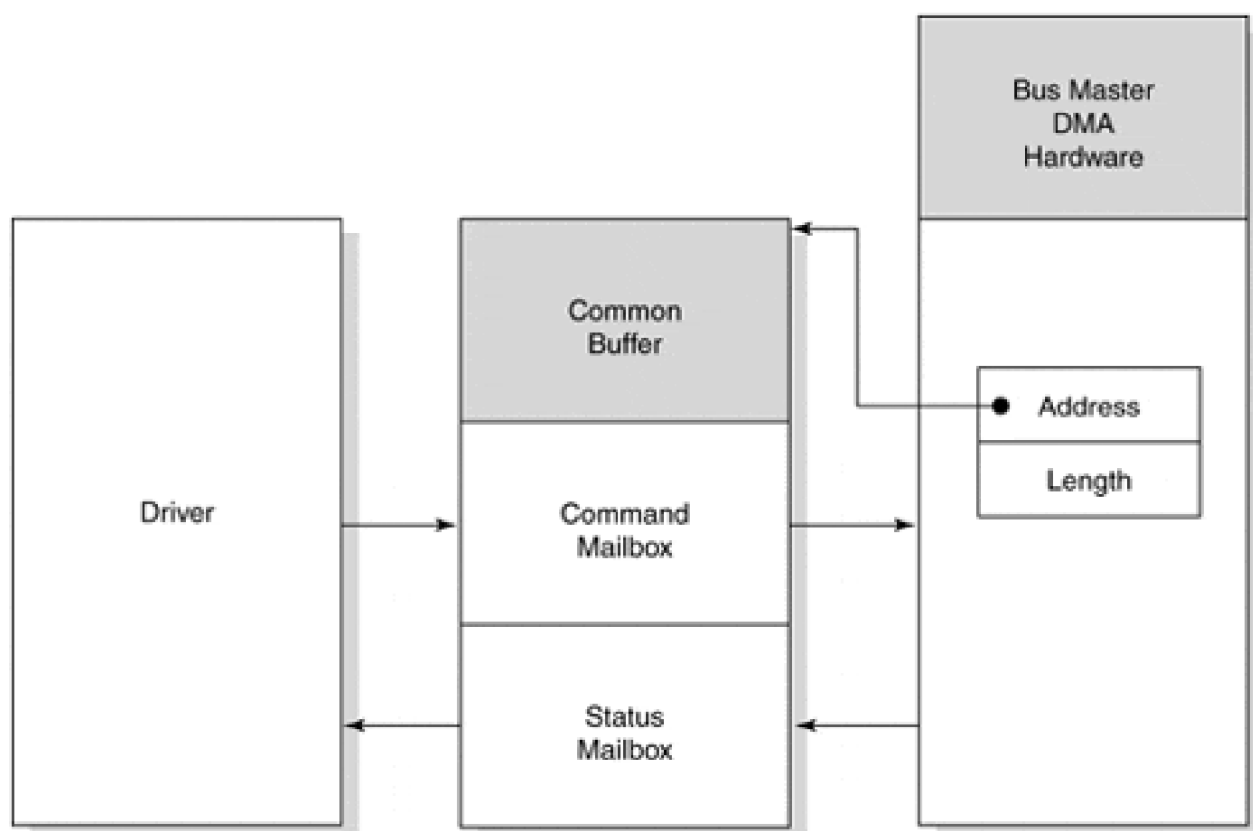 Bus Master
DMA
Hardware
Common
Buffer
Address
Length
Driver
Command
Mailbox
Status
Mailbox